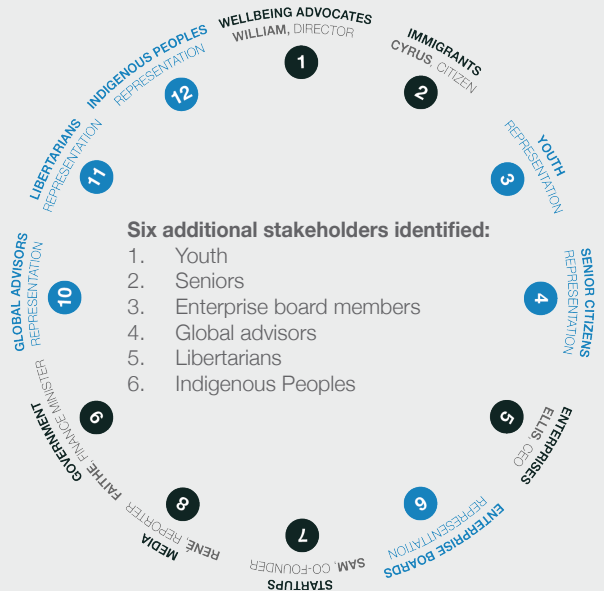 WELLBEING ADVOCATES
WILLIAM, DIRECTOR
1
IMMIGRANTS
CYRUS, CITIZEN
2
YOUTH
REPRESENTATION
3
SENIOR CITIZENS
REPRESENTATION
4
ENTERPRISES
ELLIS, CEO
5
ENTERPRISE BOARDS
REPRESENTNTATION
6
STARTUPS
SAM, CO-FOUNDER
7
MEDIA
RENÉ, REPORTER
8
GOVERNMENT
FAITHE, FINANCE MINISTER
9
GLOBAL ADVISORS
REPRESENTATION
10
LIBERTARIANS
REPRESENTATION
11
INDIGENOUS PEOPLES
REPRESENTATION
12
Six additional stakeholders identified:
1. Youth
2. Seniors
3. Enterprise board members
4. Global advisors
5. Libertarians
6. Indigenous Peoples